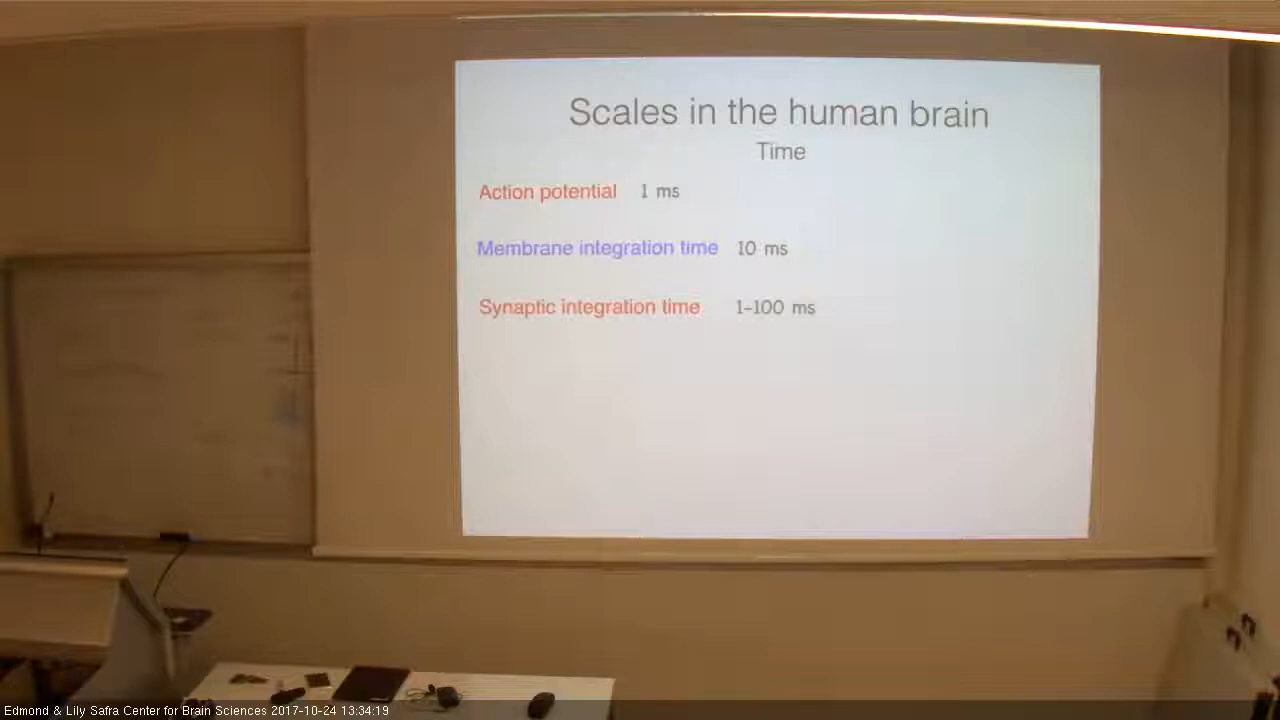 Scales in the human brain
Time
Action potential 1 ms
Membrane integration time 10 ms
Synaptic integration time 1–100 ms
Edmond & Lily Safra Center for Brain Sciences 2017-10-24 13:34:19